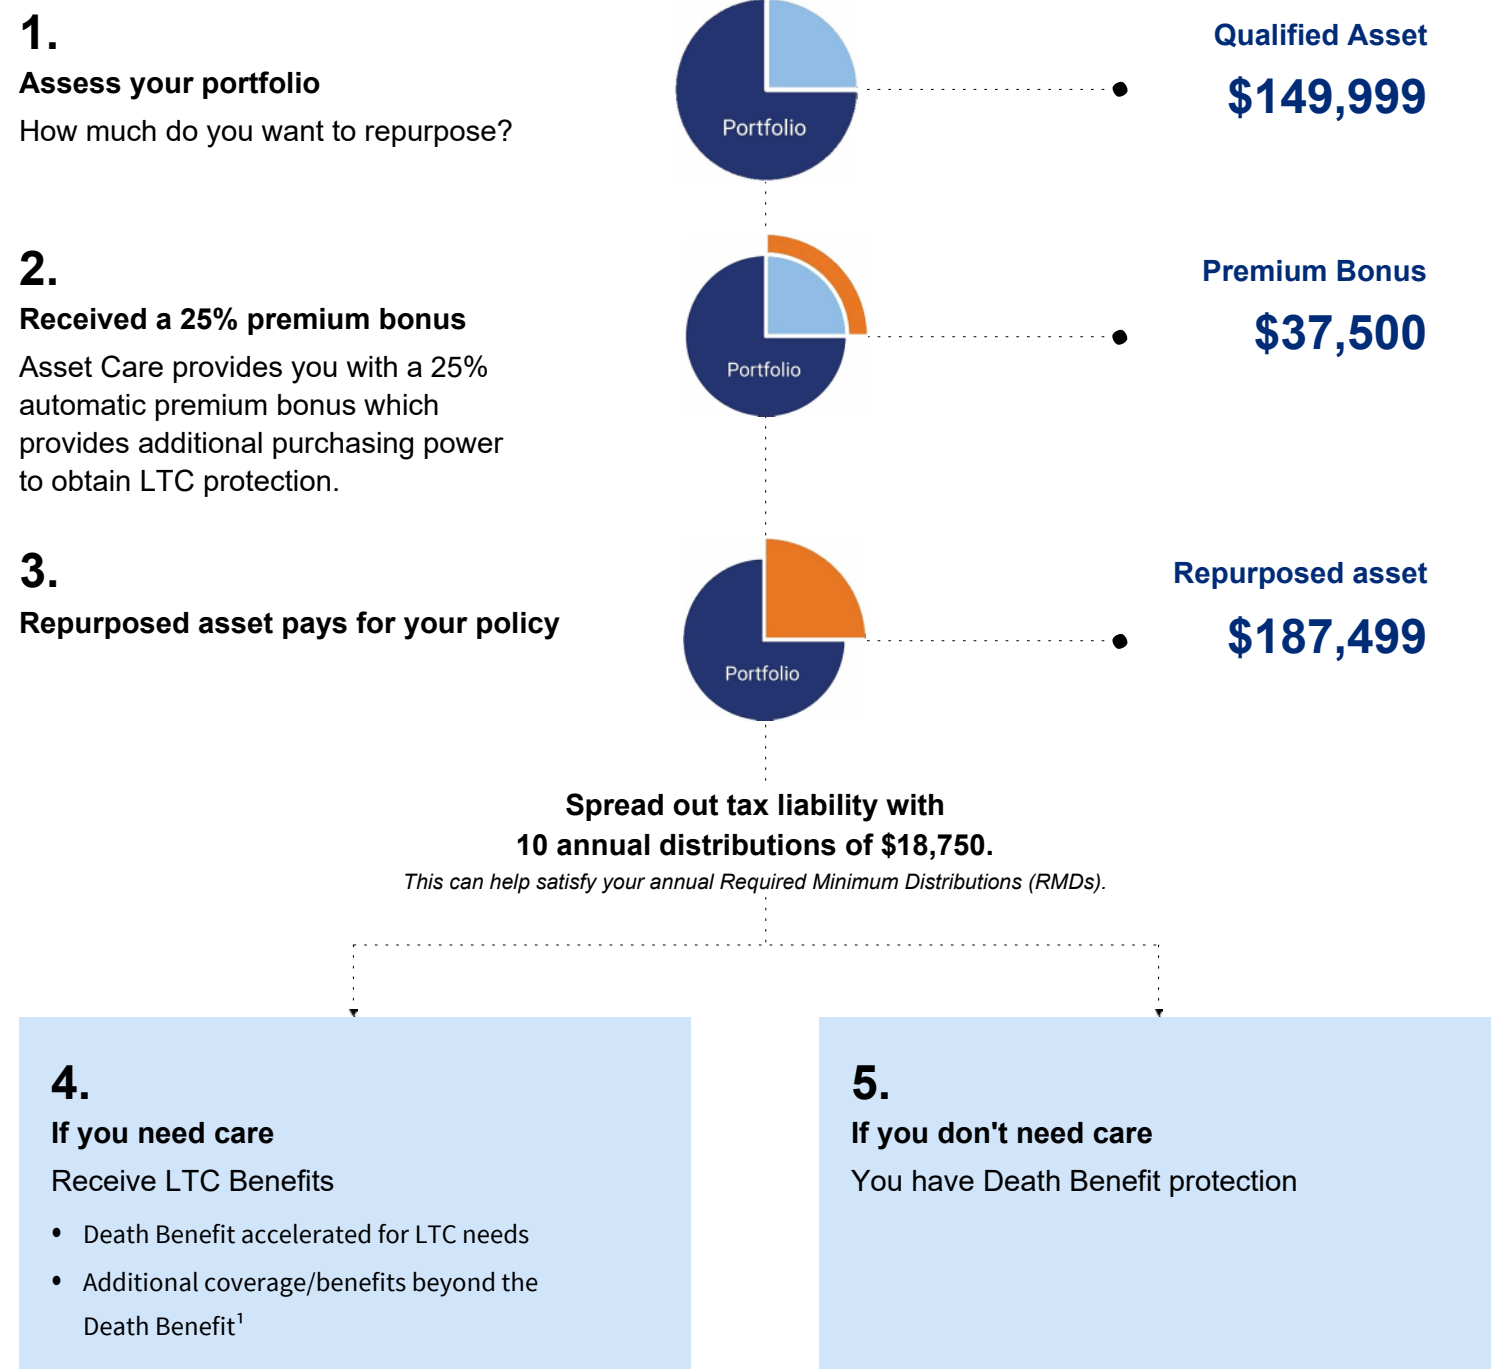 1.
Assess your portfolio
How much do you want to repurpose?
Portfolio
Qualified Asset
$149,999
2.
Received a 25% premium bonus
Asset Care provides you with a 25%
automatic premium bonus which
provides additional purchasing power
to obtain LTC protection.
Portfolio
Premium Bonus
$37,500
3.
Repurposed asset pays for your policy
Portfolio
Repurposed asset
$187,499
Spread out tax liability with
10 annual distributions of $18,750.
This can help satisfy your annual Required Minimum Distributions (RMDs).
4.
If you need care
Receive LTC Benefits
• Death Benefit accelerated for LTC needs
• Additional coverage/benefits beyond the
Death Benefit¹
5.
If you don't need care
You have Death Benefit protection